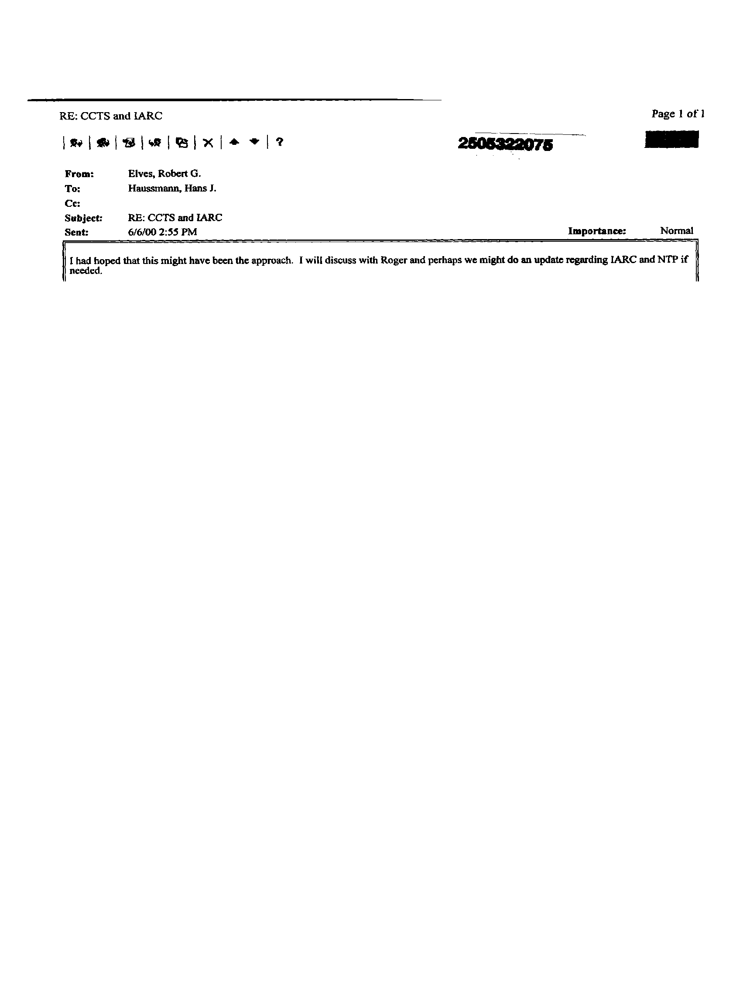 RE: CCTS and IARC
Page 1 of 1
?
2505322075
From: Elves, Robert G.
To: Haussmann, Hans J.
Cc:
Subject: RE: CCTS and IARC
Sent: 6/6/00 2:55 PM Importance: Normal
I had hoped that this might have been the approach. I will discuss with Roger and perhaps we might do an update regarding IARC and NTP if
needed.